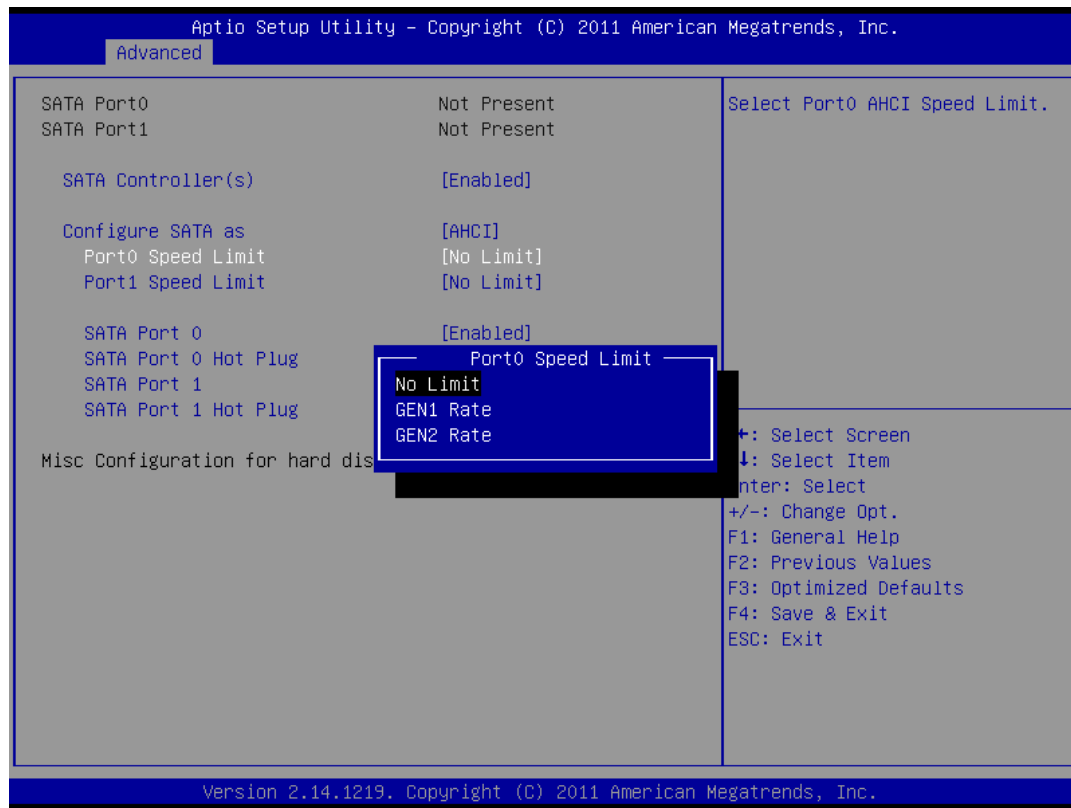 Aptio Setup Utility – Copyright (C) 2011 American Megatrends, Inc.
Advanced
SATA Port0 Not Present
SATA Port1 Not Present
SATA Controller(s) [Enabled]
Configure SATA as [AHCI]
Port0 Speed Limit [No Limit]
Port1 Speed Limit [No Limit]
SATA Port 0 [Enabled]
SATA Port 0 Hot Plug
SATA Port 1
SATA Port 1 Hot Plug
Misc Configuration for hard dis
Port0 Speed Limit
No Limit
GEN1 Rate
GEN2 Rate
Select Port0 AHCI Speed Limit.
: Select Screen
↓: Select Item
nter: Select
+/-: Change Opt.
F1: General Help
F2: Previous Values
F3: Optimized Defaults
F4: Save & Exit
ESC: Exit
Version 2.14.1219. Copyright (C) 2011 American Megatrends, Inc.